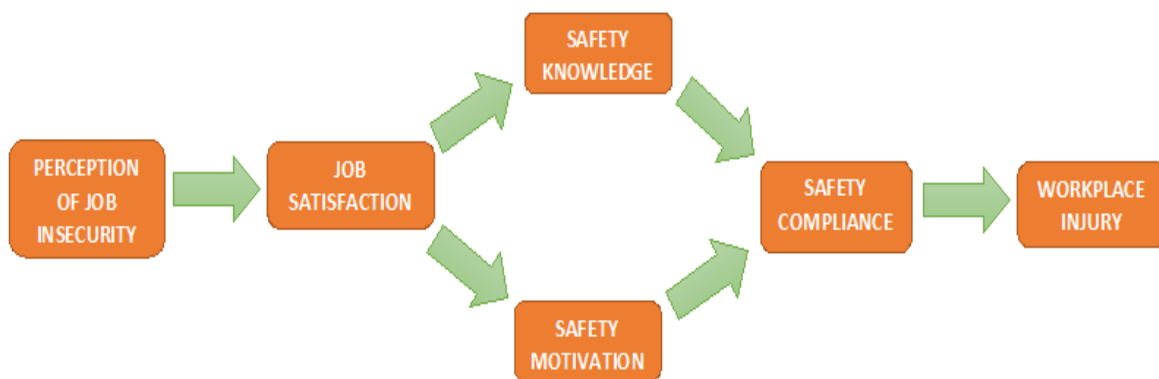 PERCEPTION
OF JOB
INSECURITY
JOB
SATISFACTION
SAFETY
KNOWLEDGE
SAFETY
MOTIVATION
SAFETY
COMPLIANCE
WORKPLACE
INJURY